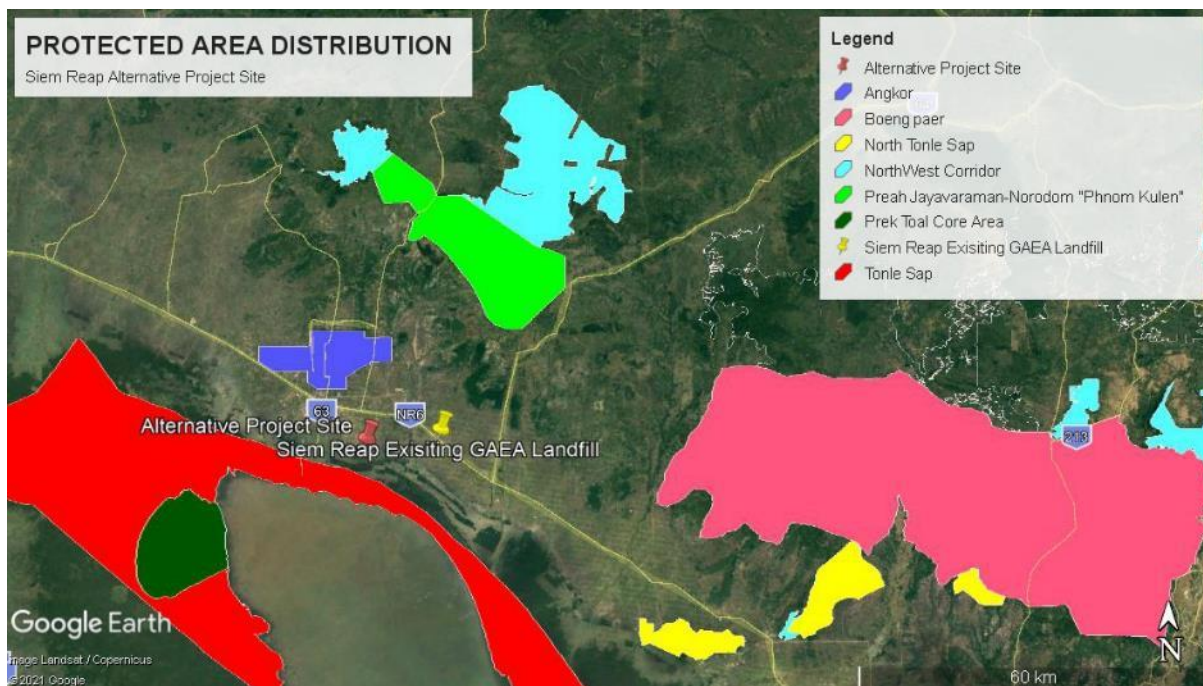 PROTECTED AREA DISTRIBUTION
Siem Reap Alternative Project Site
Legend
Alternative Project Site
Angkor
Boeng paer
North Tonle Sap
NorthWest Corridor
Preah Jayavaraman-Norodom "Phnom Kulen"
Prek Toal Core Area
Siem Reap Exisiting GAEA Landfill
Tonle Sap
63
NR6
Alternative Project Site
Siem Reap Exisiting GAEA Landfill
213
Google Earth
mage Landsat / Copernicus
©2021 Google
N
60 km